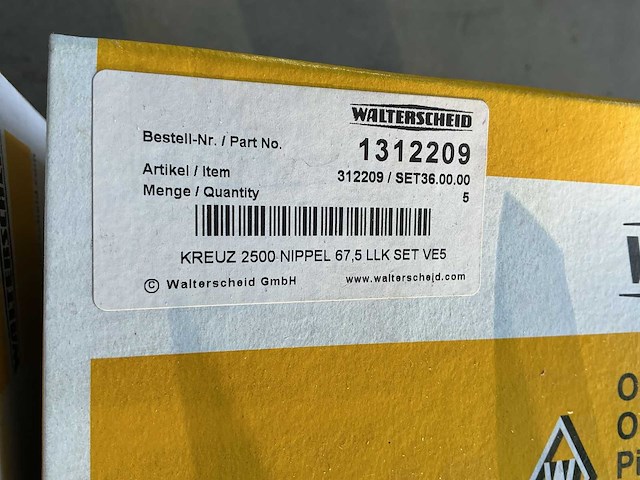 WALTERSCHEID
Bestell-Nr. / Part No. 1312209
Artikel / Item 312209 / SET36.00.00
Menge / Quantity 5
KREUZ 2500 NIPPEL 67,5 LLK SET VE5
© Walterscheid GmbH www.walterscheid.com
W